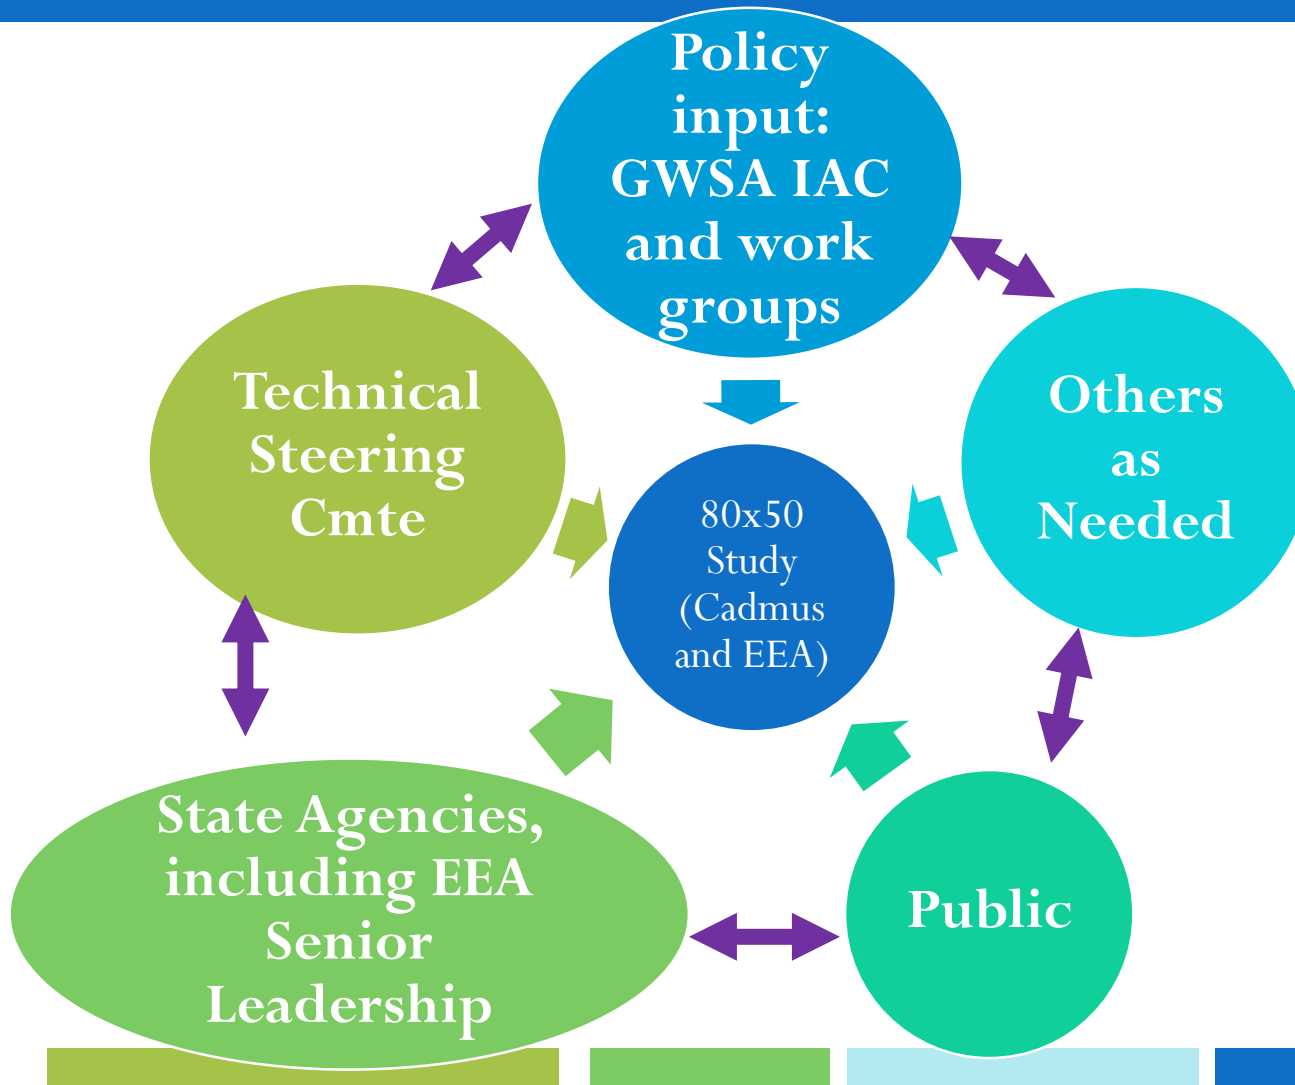 Policy
input:
GWSA IAC
and work
groups
Technical
Steering
Cmte
Others
as
Needed
80x50
Study
(Cadmus
and EEA)
State Agencies,
including EEA
Senior
Leadership
Public